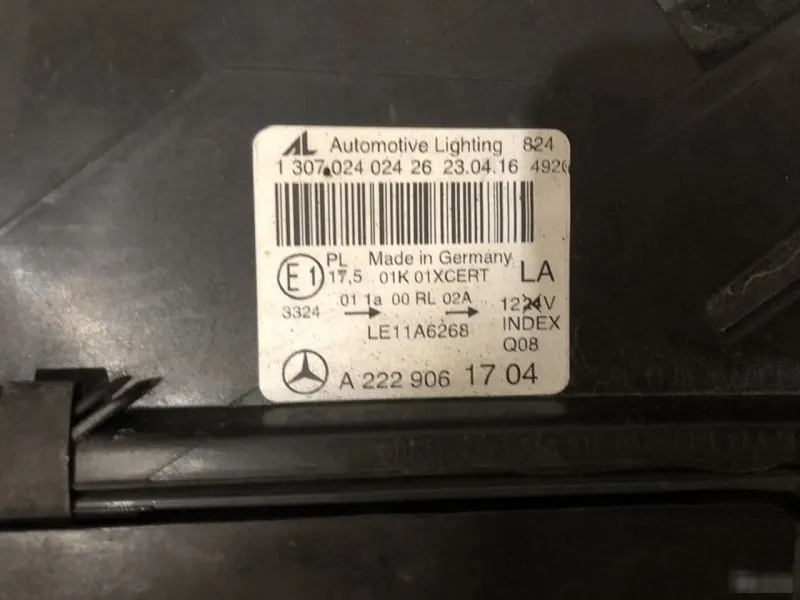 AL Automotive Lighting 824
1 307.024 024 26 23.04.16 4920
PL Made in Germany
E1 17,5 01K 01XCERT LA
3324 01 1a 00 RL 02A 12 24V
LE11A6268 INDEX
Q08
A 222 906 17 04